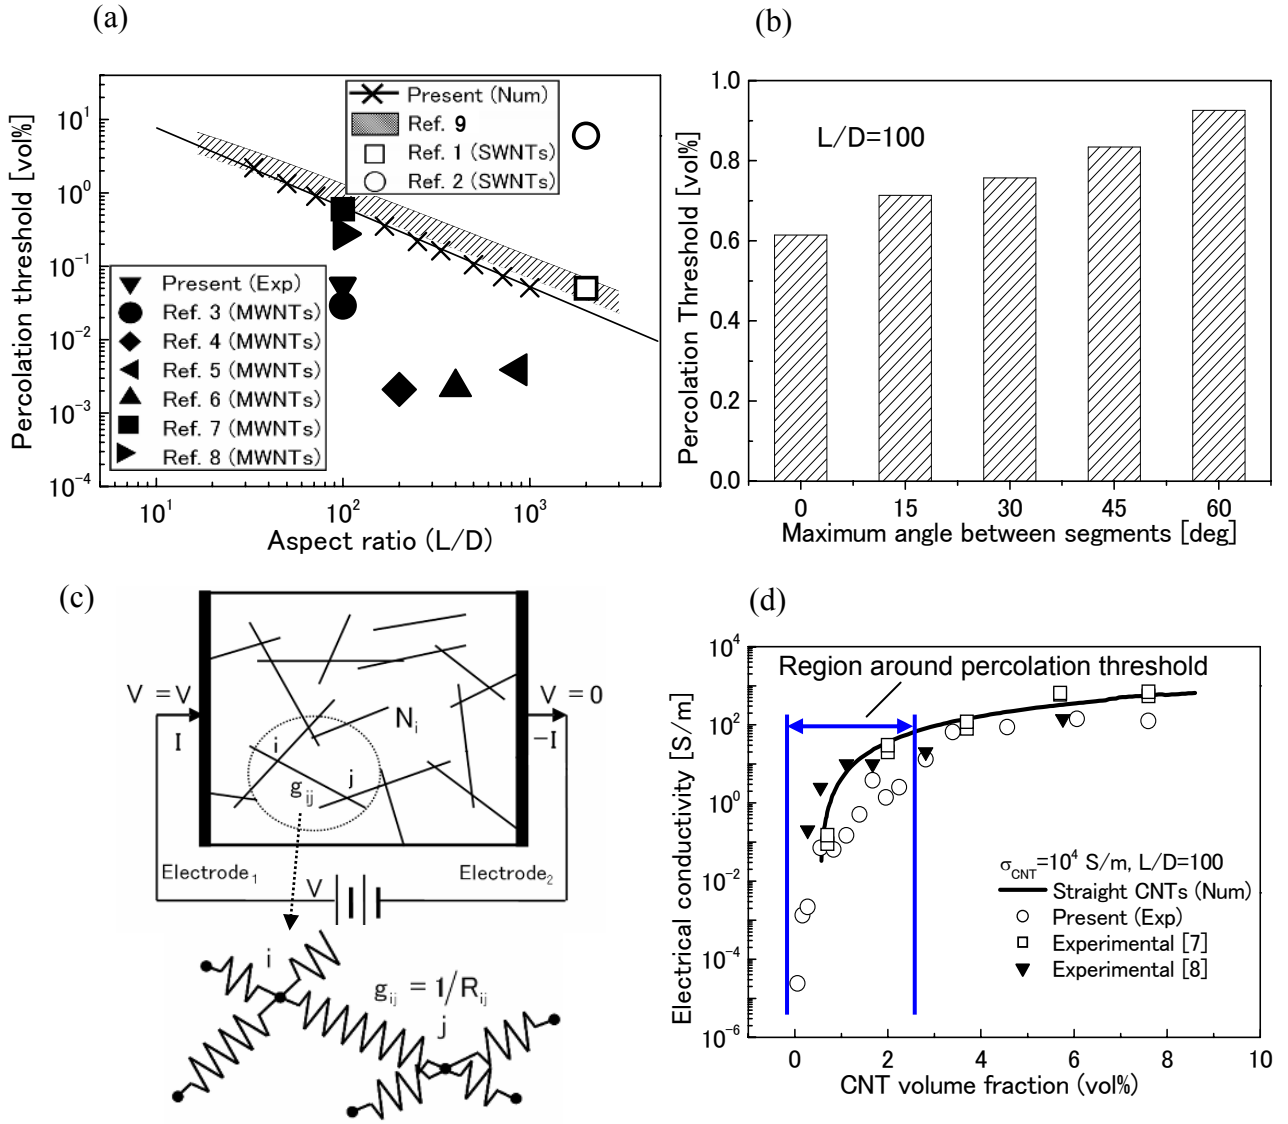 (a)
Percolation threshold [vol%]
10^1
10^0
10^-1
10^-2
10^-3
10^-4
Present (Num)
Ref. 9
Ref. 1 (SWNTs)
Ref. 2 (SWNTs)
Present (Exp)
Ref. 3 (MWNTs)
Ref. 4 (MWNTs)
Ref. 5 (MWNTs)
Ref. 6 (MWNTs)
Ref. 7 (MWNTs)
Ref. 8 (MWNTs)
10^1 10^2 10^3
Aspect ratio (L/D)
(b)
Percolation Threshold [vol%]
1.0
0.8
0.6
0.4
0.2
0.0
L/D=100
0 15 30 45 60
Maximum angle between segments [deg]
(c)
V =V
I
V =0
-I
N_i
i
j
g_ij
Electrode_1
V
Electrode_2
i
g_ij = 1/R_ij
j
(d)
Electrical conductivity [S/m]
10^4
10^2
10^0
10^-2
10^-4
10^-6
Region around percolation threshold
σ_CNT=10^4 S/m, L/D=100
Straight CNTs (Num)
Present (Exp)
Experimental [7]
Experimental [8]
0 2 4 6 8 10
CNT volume fraction (vol%)